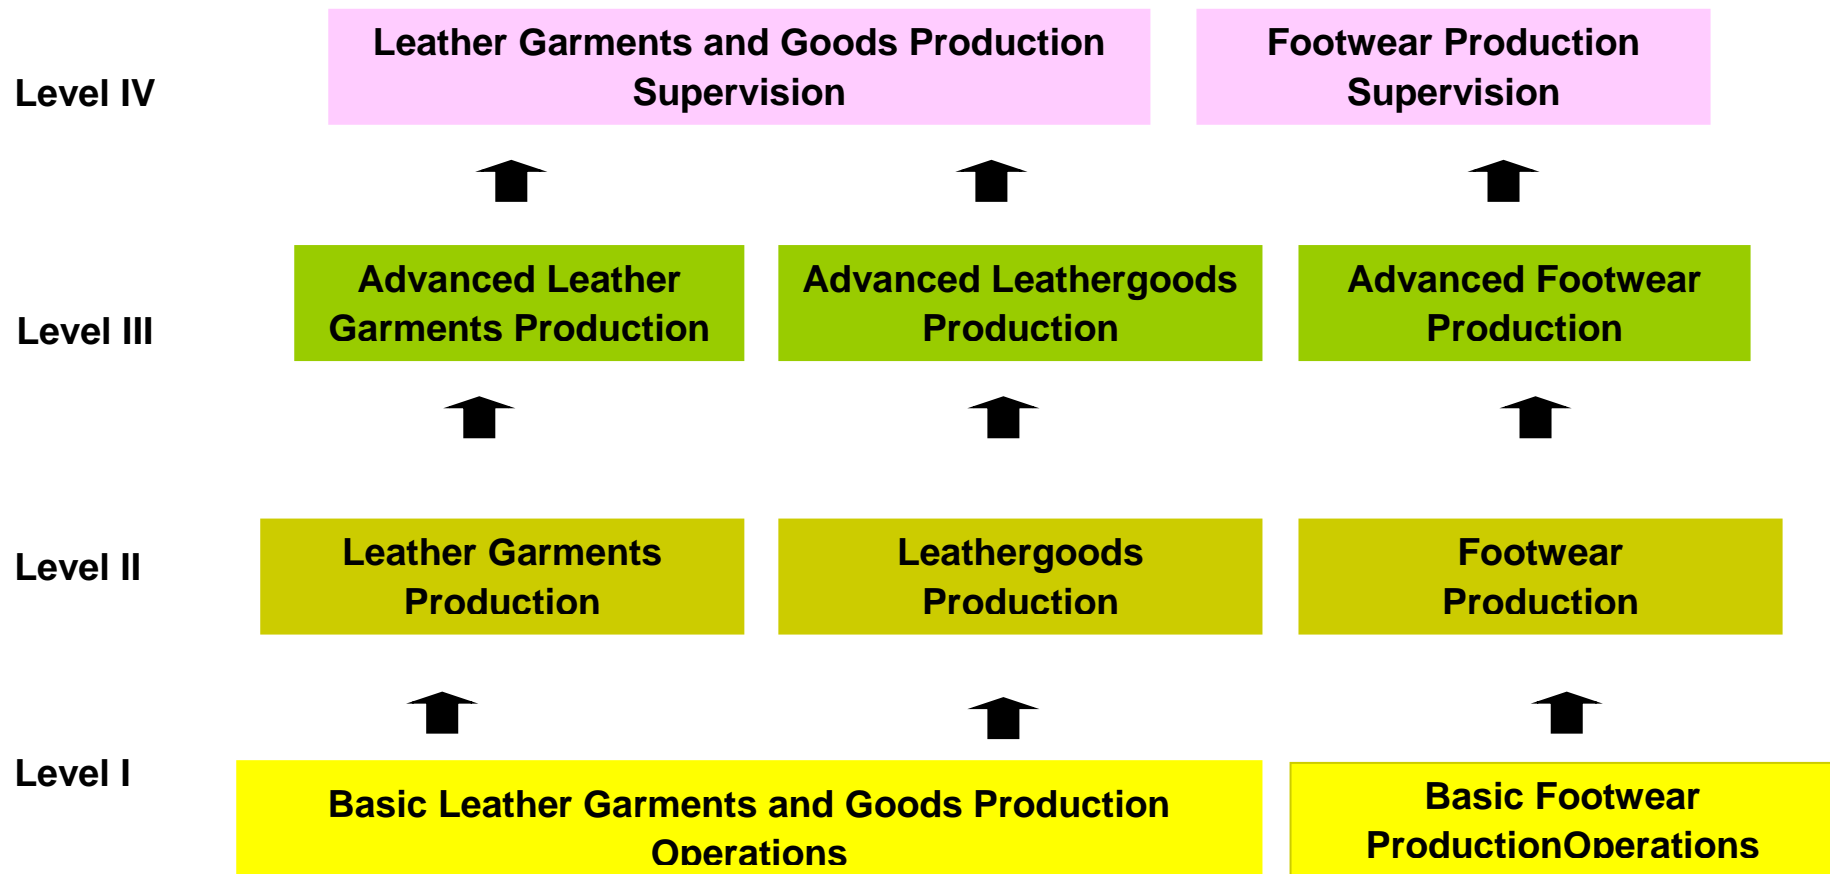 Level IV
Leather Garments and Goods Production
Supervision
Footwear Production
Supervision
Level III
Advanced Leather
Garments Production
Advanced Leathergoods
Production
Advanced Footwear
Production
Level II
Leather Garments
Production
Leathergoods
Production
Footwear
Production
Level I
Basic Leather Garments and Goods Production
Operations
Basic Footwear
ProductionOperations